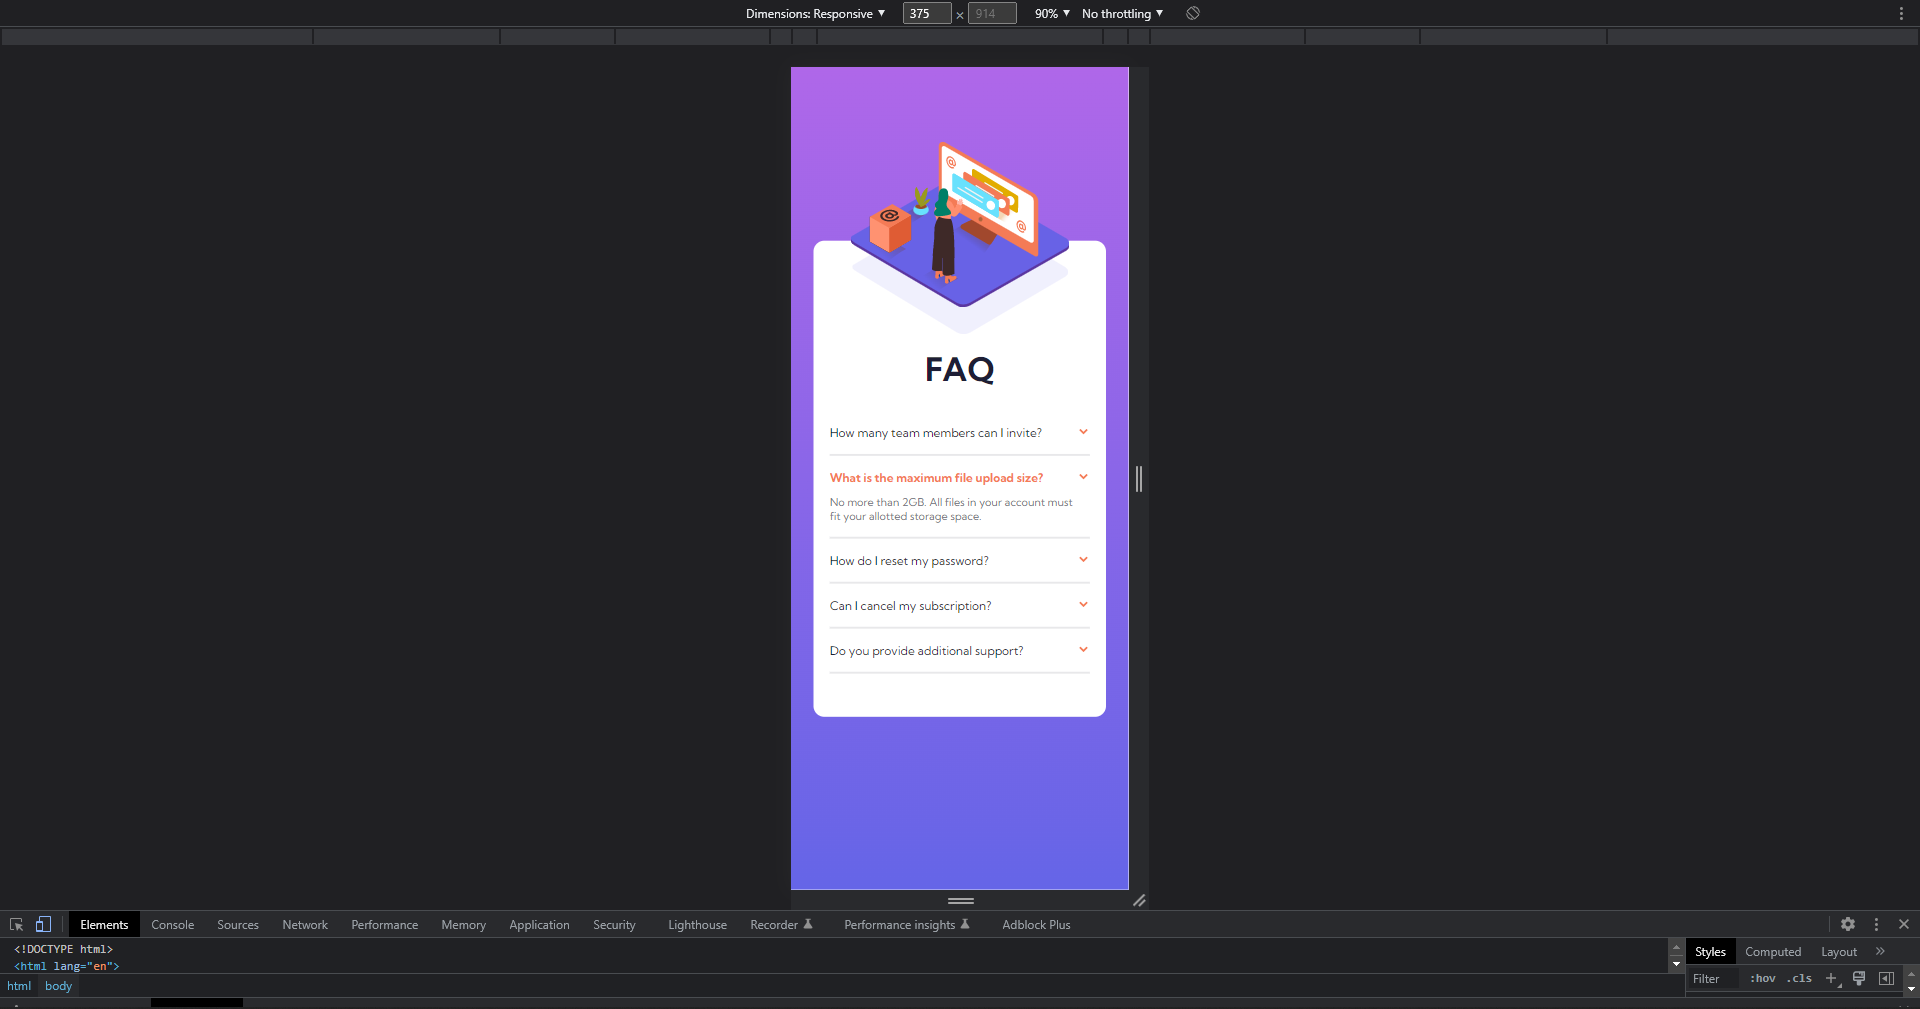 Dimensions: Responsive ▼ 375 × 914 90% ▼ No throttling ▼
@
@
@
FAQ
How many team members can I invite?
What is the maximum file upload size?
No more than 2GB. All files in your account must
fit your allotted storage space.
How do I reset my password?
Can I cancel my subscription?
Do you provide additional support?
Elements Console Sources Network Performance Memory Application Security Lighthouse Recorder Performance insights Adblock Plus
<!DOCTYPE html>
<html lang="en">
html body
Styles Computed Layout »
Filter :hov .cls +